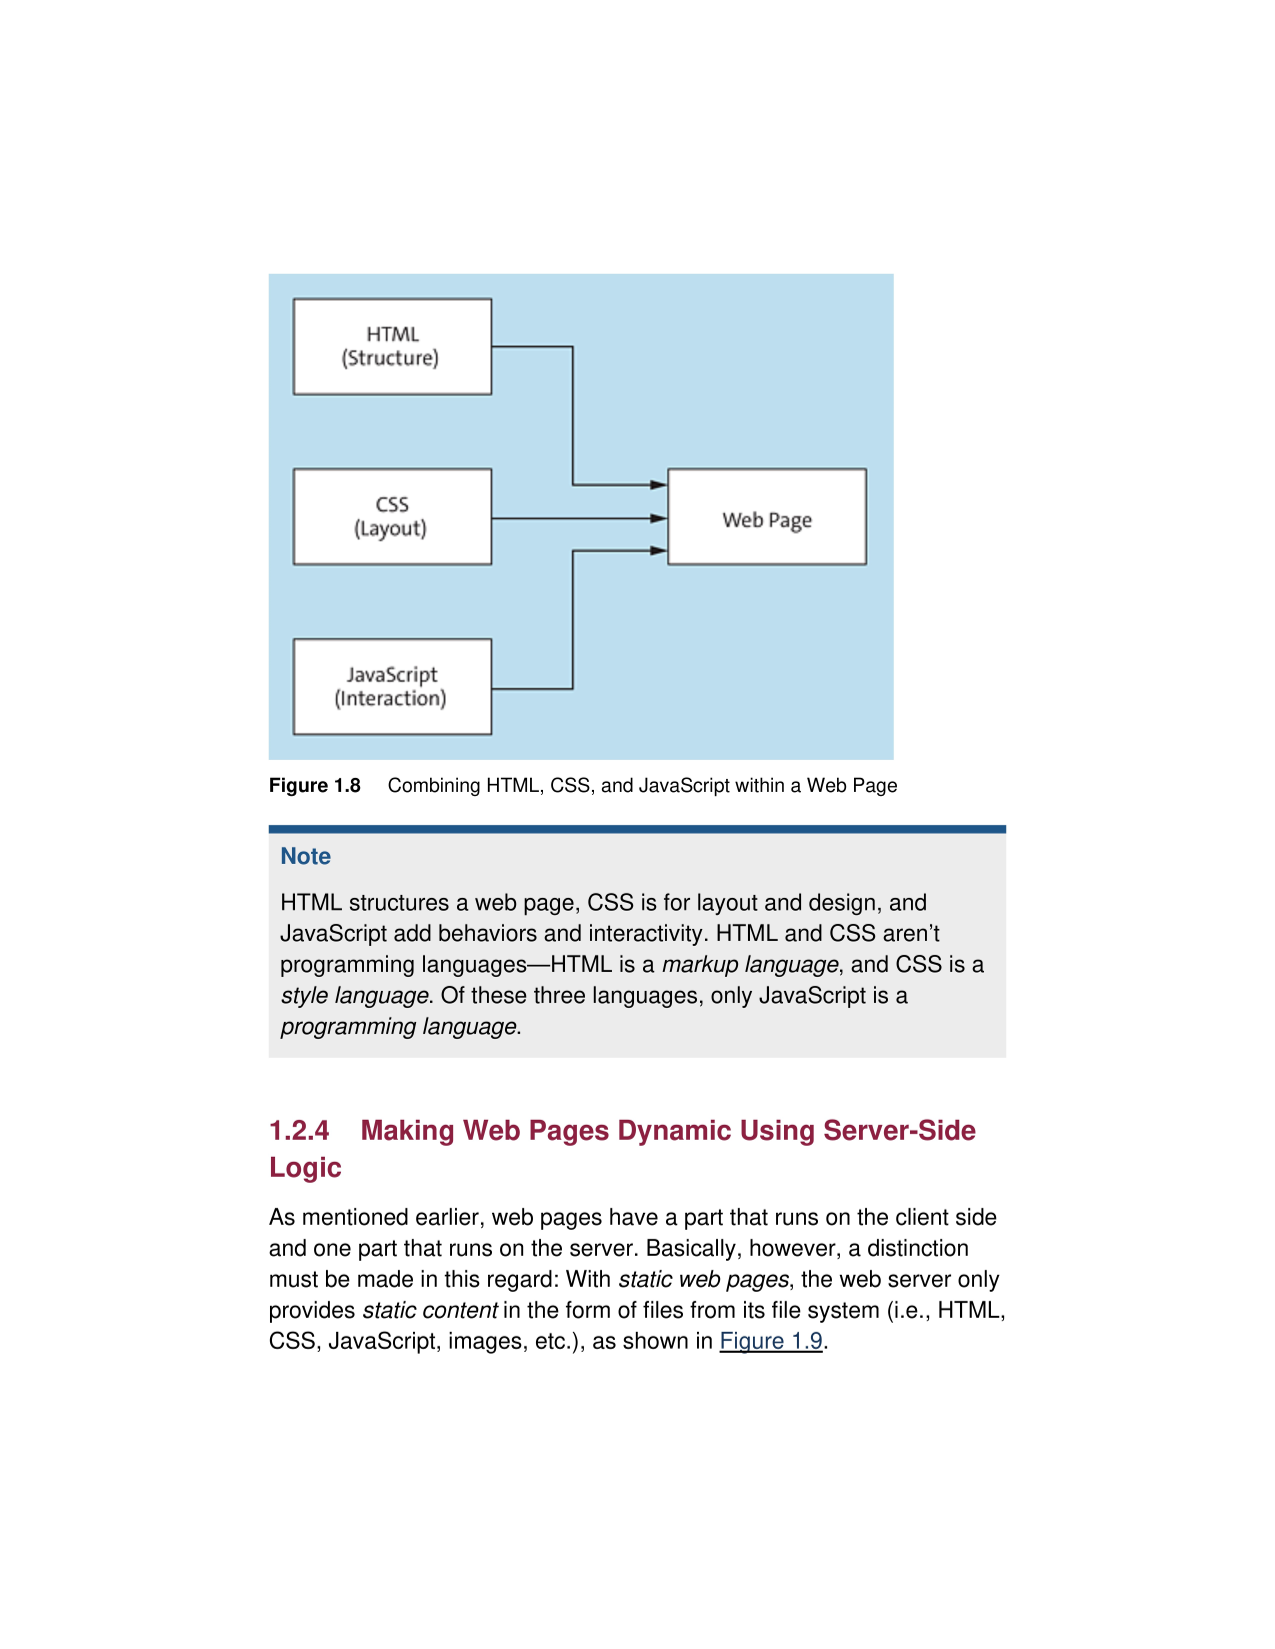 HTML
(Structure)
CSS
(Layout)
Web Page
JavaScript
(Interaction)
Figure 1.8 Combining HTML, CSS, and JavaScript within a Web Page
Note
HTML structures a web page, CSS is for layout and design, and
JavaScript add behaviors and interactivity. HTML and CSS aren’t
programming languages—HTML is a markup language, and CSS is a
style language. Of these three languages, only JavaScript is a
programming language.
1.2.4 Making Web Pages Dynamic Using Server-Side
Logic
As mentioned earlier, web pages have a part that runs on the client side
and one part that runs on the server. Basically, however, a distinction
must be made in this regard: With static web pages, the web server only
provides static content in the form of files from its file system (i.e., HTML,
CSS, JavaScript, images, etc.), as shown in Figure 1.9.